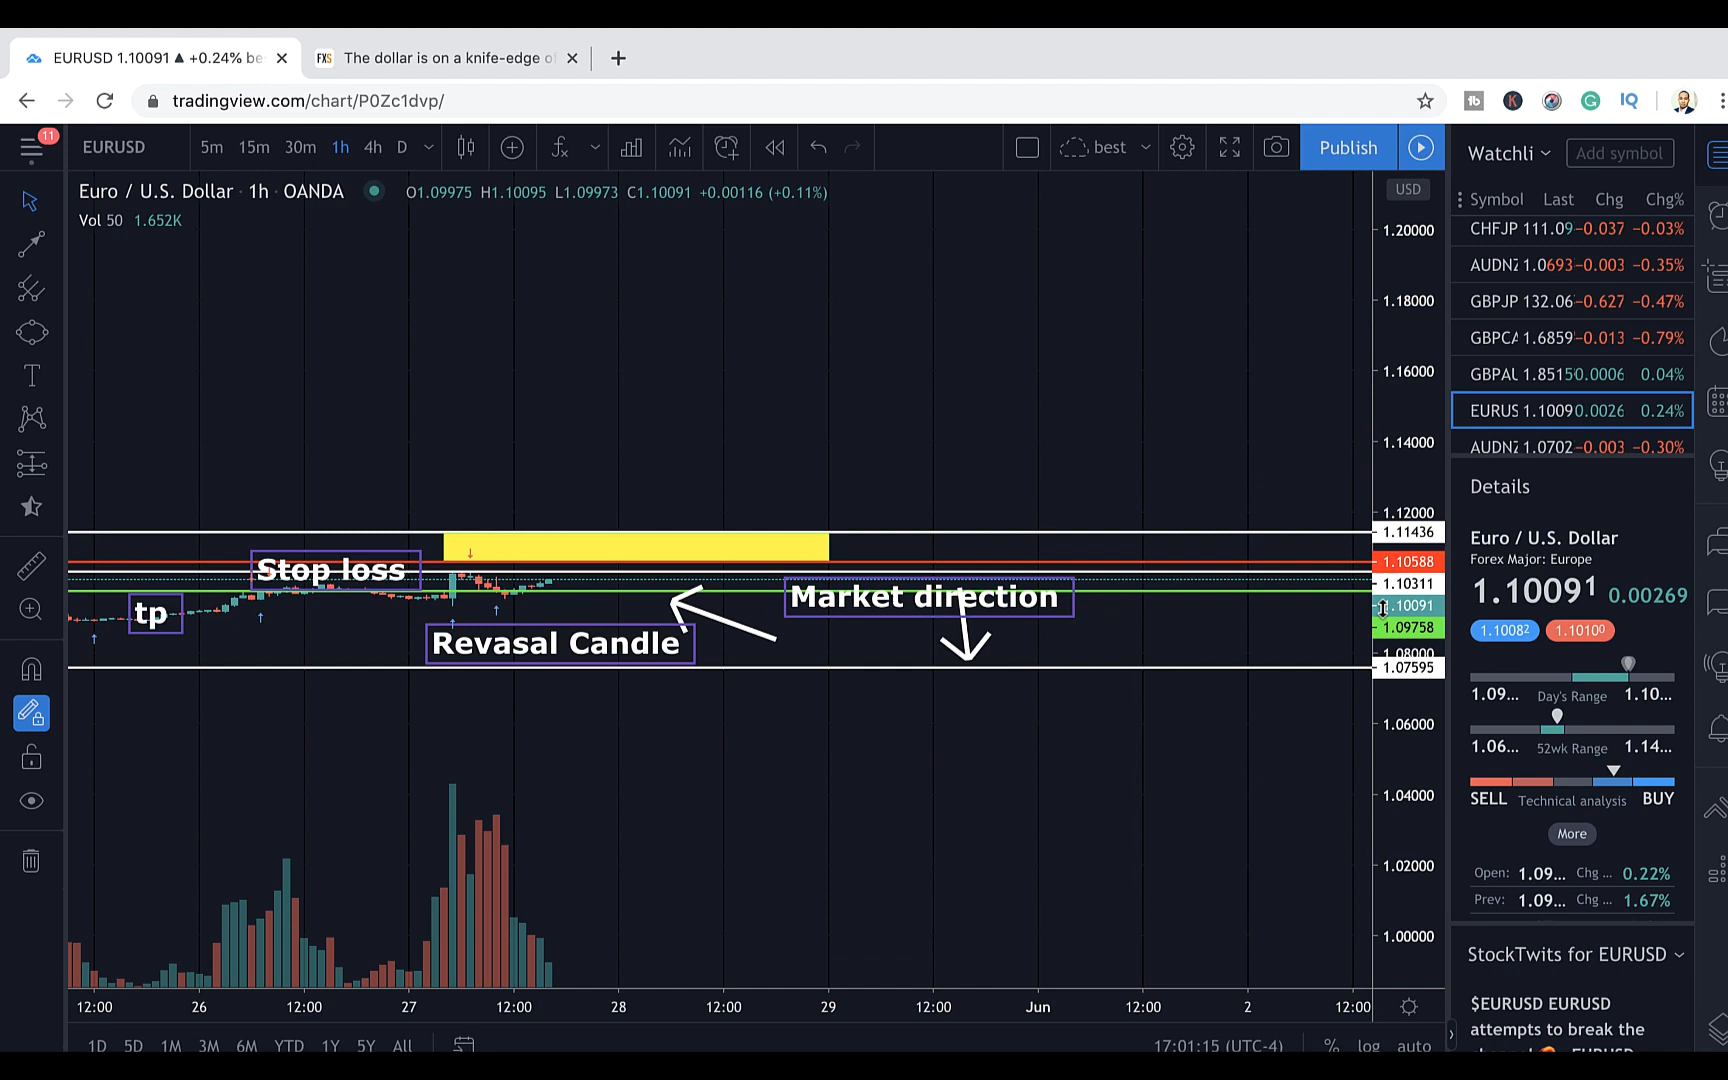 EURUSD 1.10091 ▲ +0.24% be
FXS The dollar is on a knife-edge o
tradingview.com/chart/P0Zc1dvp/
11
EURUSD 5m 15m 30m 1h 4h D
best
Publish
Watchli
Add symbol
Euro / U.S. Dollar · 1h · OANDA
O1.09975 H1.10095 L1.09973 C1.10091 +0.00116 (+0.11%)
Vol 50 1.652K
USD
1.20000
1.18000
1.16000
1.14000
1.12000
1.11436
1.10588
1.10311
1.10091
1.09758
1.08000
1.07595
1.06000
1.04000
1.02000
1.00000
Stop loss
tp
Revasal Candle
Market direction
12:00 26 12:00 27 12:00 28 12:00 29 12:00 Jun 12:00 2 12:00
1D 5D 1M 3M 6M YTD 1Y 5Y All
17:01:15 (UTC-4) % log auto
Symbol Last Chg Chg%
CHFJP 111.09 −0.037 −0.03%
AUDNZ 1.0693 −0.003 −0.35%
GBPJP 132.06 −0.627 −0.47%
GBPCA 1.6859 −0.013 −0.79%
GBPAU 1.8515 0.0006 0.04%
EURUS 1.1009 0.0026 0.24%
AUDNZ 1.0702 −0.003 −0.30%
Details
Euro / U.S. Dollar
Forex Major: Europe
1.10091 0.00269
1.10082 1.10100
1.09... Day's Range 1.10...
1.06... 52wk Range 1.14...
SELL Technical analysis BUY
More
Open: 1.09... Chg ... 0.22%
Prev: 1.09... Chg ... 1.67%
StockTwits for EURUSD
$EURUSD EURUSD
attempts to break the